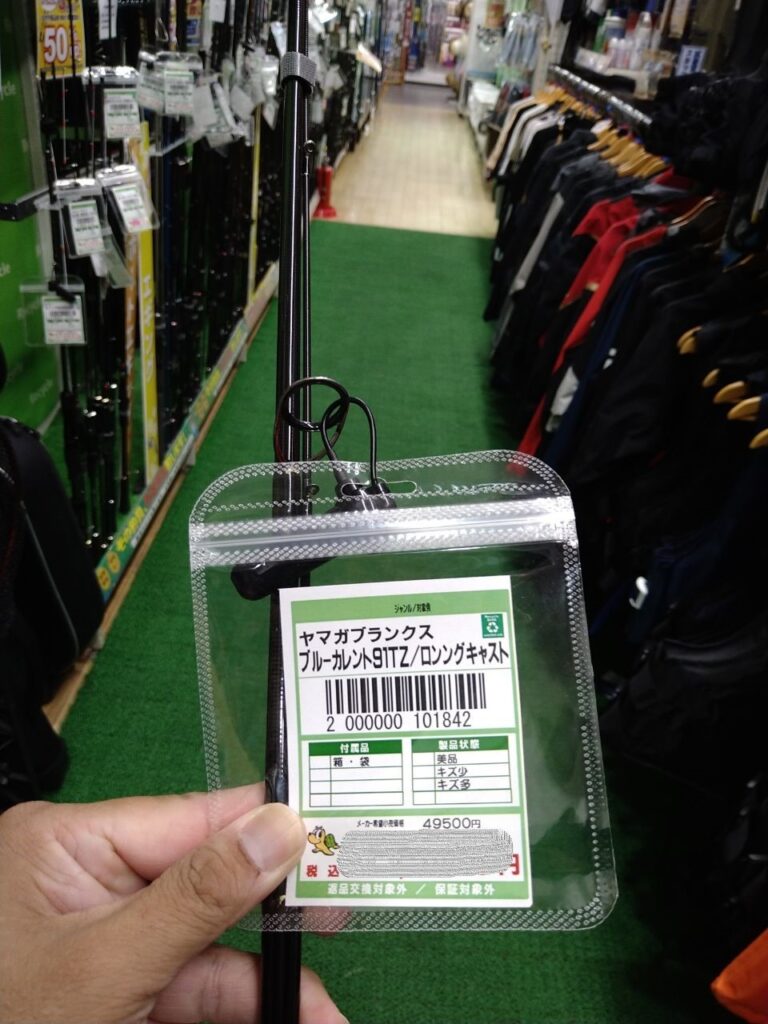 50
cycle
ジャンル/対象魚
ヤマガブランクス
ブルーカレント91TZ/ロンングキャスト
2 000000 101842
付属品
箱・袋
製品状態
美品
キズ少
キズ多
メーカー希望小売価格 49500円
税込 円
返品交換対象外 / 保証対象外